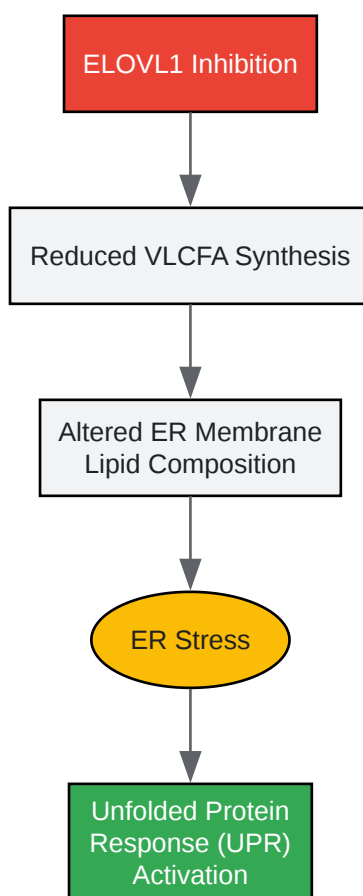 ELOVL1 Inhibition
Reduced VLCFA Synthesis
Altered ER Membrane
Lipid Composition
ER Stress
Unfolded Protein
Response (UPR)
Activation